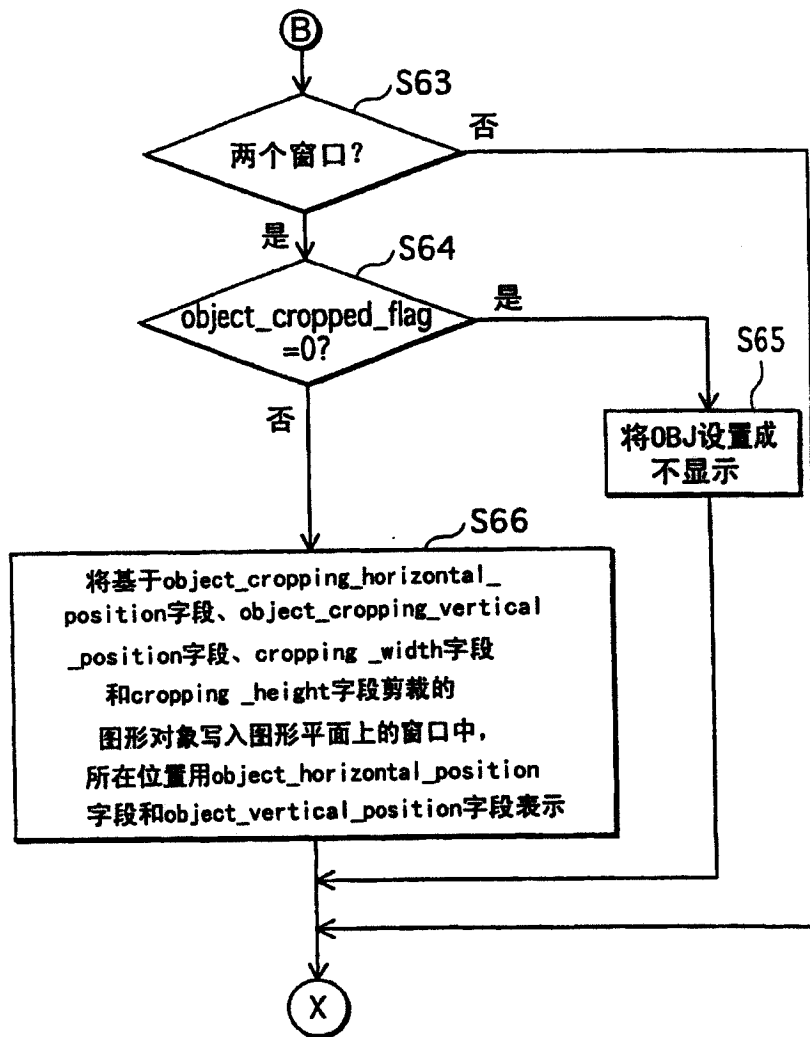 B
S63
两个窗口?
否
是
S64
object_cropped_flag
=0?
是
否
S65
将OBJ设置成
不显示
S66
将基于object_cropping_horizontal_
position字段、object_cropping_vertical
_position字段、cropping _width字段
和cropping _height字段剪裁的
图形对象写入图形平面上的窗口中,
所在位置用object_horizontal_position
字段和object_vertical_position字段表示
X